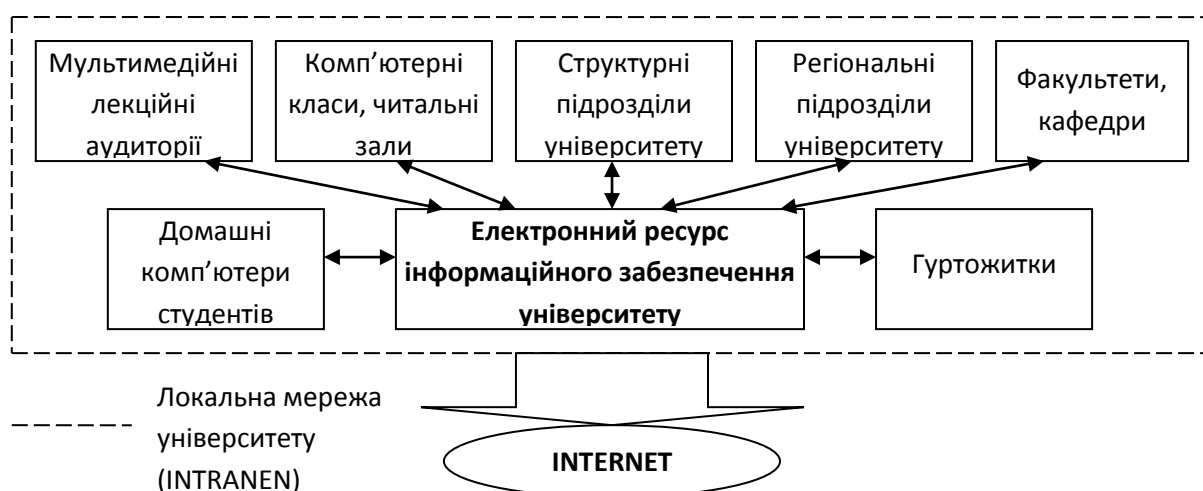 Мультимедійні
лекційні
аудиторії
Комп’ютерні
класи, читальні
зали
Структурні
підрозділи
університету
Регіональні
підрозділи
університету
Факультети,
кафедри
Домашні
комп’ютери
студентів
Електронний ресурс
інформаційного забезпечення
університету
Гуртожитки
Локальна мережа
університету
(INTRANEN)
INTERNET